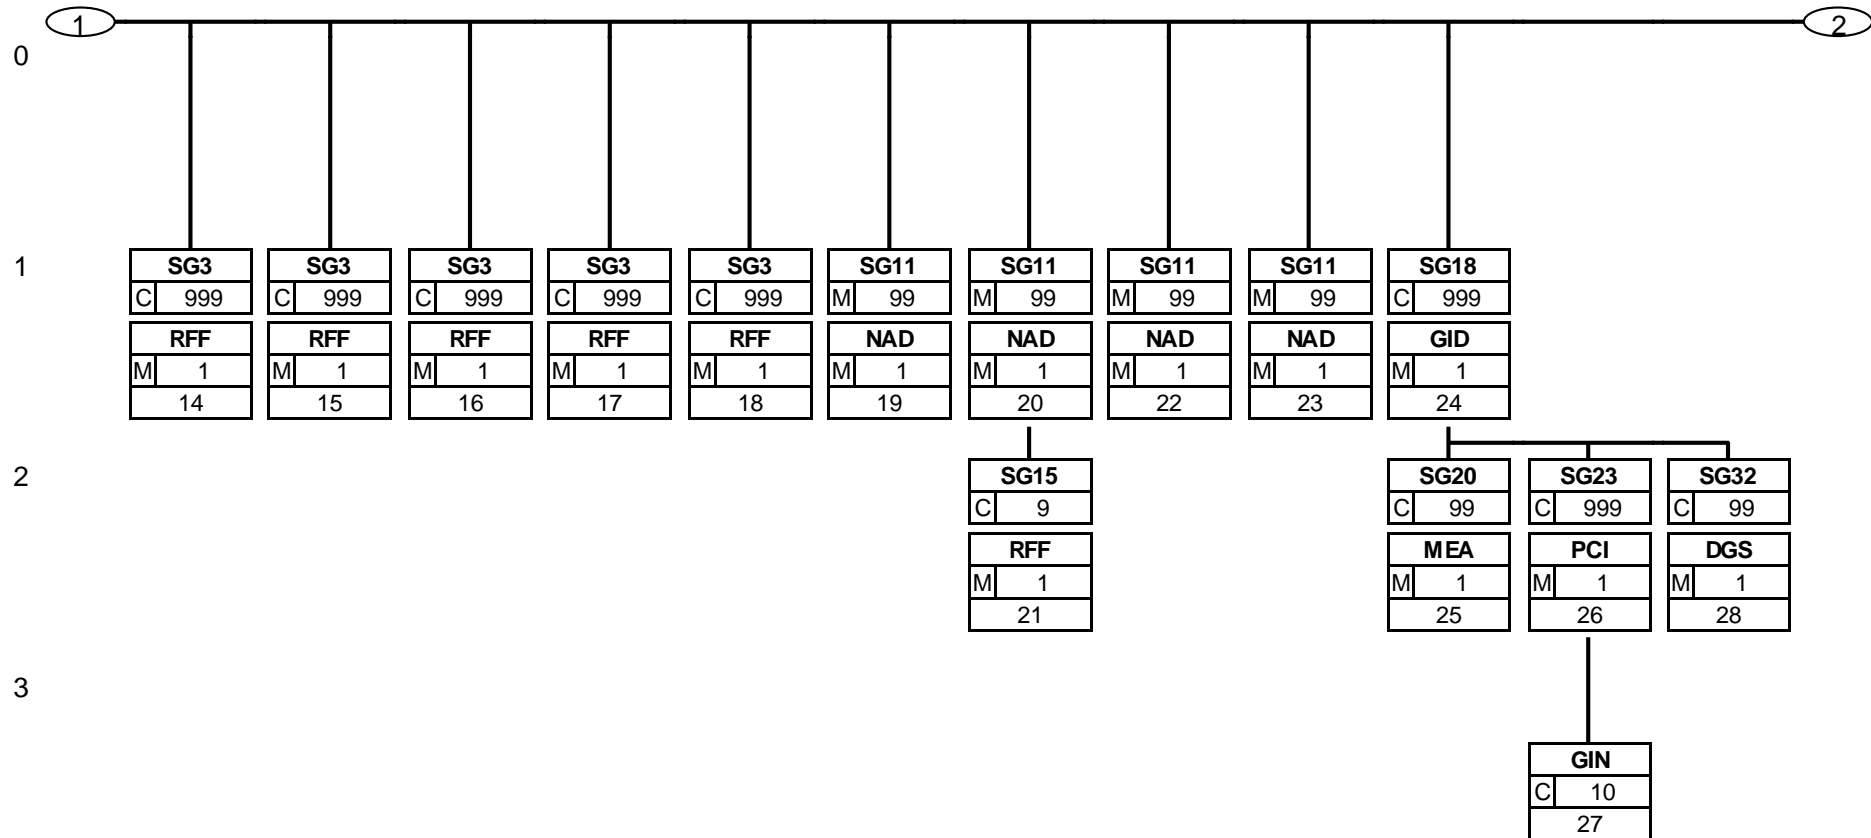 1 2
0
1
SG3 SG3 SG3 SG3 SG3 SG11 SG11 SG11 SG11 SG18
C 999 C 999 C 999 C 999 C 999 M 99 M 99 M 99 M 99 C 999
RFF RFF RFF RFF RFF NAD NAD NAD NAD GID
M 1 M 1 M 1 M 1 M 1 M 1 M 1 M 1 M 1 M 1
14 15 16 17 18 19 20 22 23 24
2
SG15 SG20 SG23 SG32
C 9 C 99 C 999 C 99
RFF MEA PCI DGS
M 1 M 1 M 1 M 1
21 25 26 28
3
GIN
C 10
27